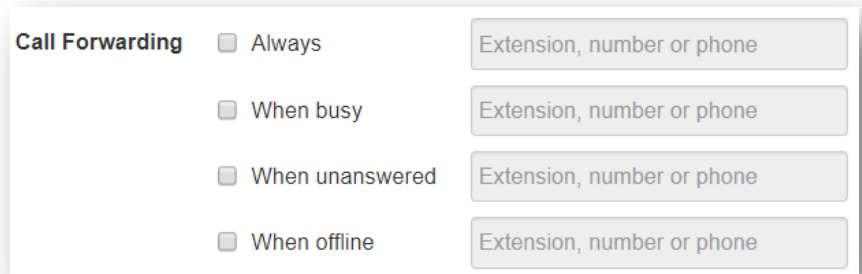 Call Forwarding Always Extension, number or phone
When busy Extension, number or phone
When unanswered Extension, number or phone
When offline Extension, number or phone